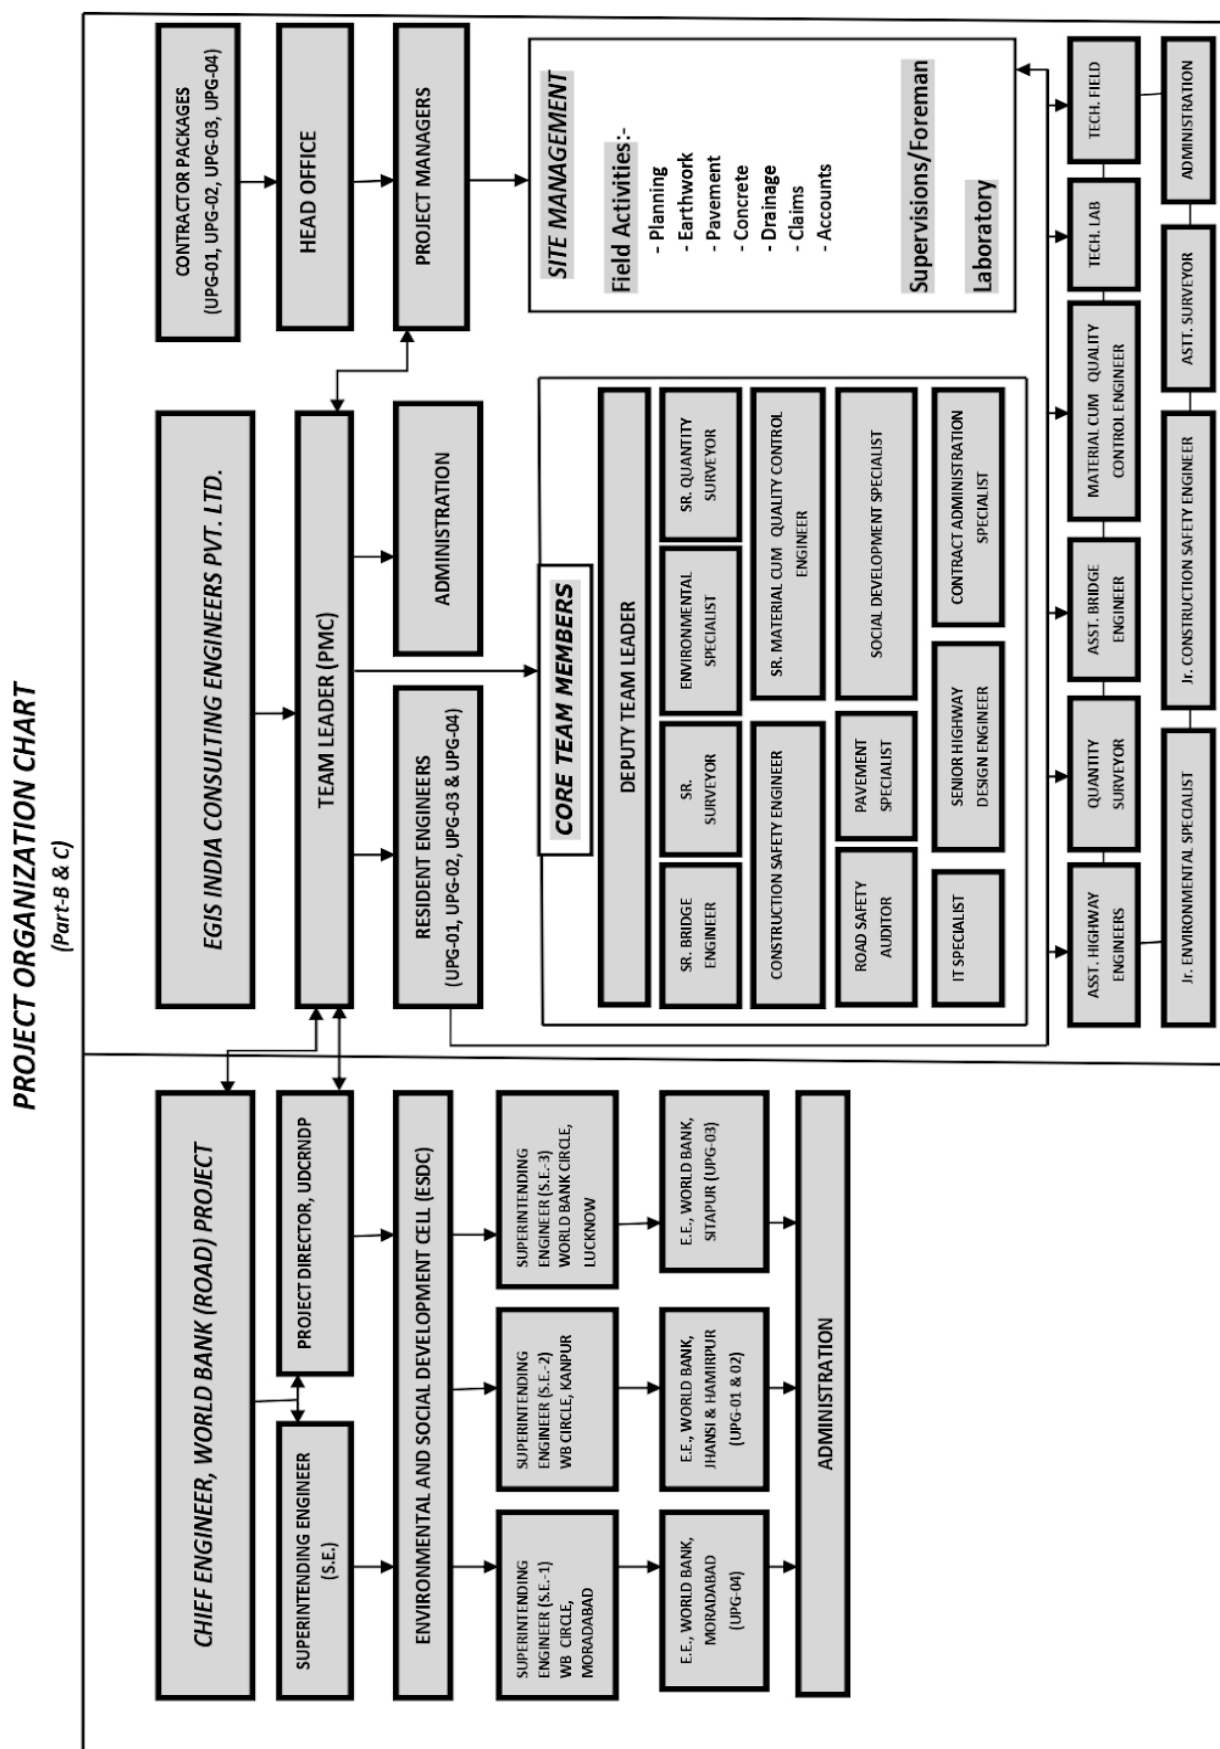 PROJECT ORGANIZATION CHART
(Part-B & C)
CHIEF ENGINEER, WORLD BANK (ROAD) PROJECT
SUPERINTENDING ENGINEER
(S.E.)
PROJECT DIRECTOR, UDCRNDP
ENVIRONMENTAL AND SOCIAL DEVELOPMENT CELL (ESDC)
SUPERINTENDING
ENGINEER (S.E.-1)
WB CIRCLE,
MORADABAD
SUPERINTENDING
ENGINEER (S.E.-2)
WB CIRCLE, KANPUR
SUPERINTENDING
ENGINEER (S.E.-3)
WORLD BANK CIRCLE,
LUCKNOW
E.E., WORLD BANK,
MORADABAD
(UPG-04)
E.E., WORLD BANK,
JHANSI & HAMIRPUR
(UPG-01 & 02)
E.E., WORLD BANK,
SITAPUR (UPG-03)
ADMINISTRATION
EGIS INDIA CONSULTING ENGINEERS PVT. LTD.
TEAM LEADER (PMC)
RESIDENT ENGINEERS
(UPG-01, UPG-02, UPG-03 & UPG-04)
ADMINISTRATION
CORE TEAM MEMBERS
DEPUTY TEAM LEADER
SR. BRIDGE
ENGINEER
SR.
SURVEYOR
ENVIRONMENTAL
SPECIALIST
SR. QUANTITY
SURVEYOR
CONSTRUCTION SAFETY ENGINEER
SR. MATERIAL CUM QUALITY CONTROL
ENGINEER
ROAD SAFETY
AUDITOR
PAVEMENT
SPECIALIST
SOCIAL DEVELOPMENT SPECIALIST
IT SPECIALIST
SENIOR HIGHWAY
DESIGN ENGINEER
CONTRACT ADMINISTRATION
SPECIALIST
CONTRACTOR PACKAGES
(UPG-01, UPG-02, UPG-03, UPG-04)
HEAD OFFICE
PROJECT MANAGERS
SITE MANAGEMENT
Field Activities:-
- Planning
- Earthwork
- Pavement
- Concrete
- Drainage
- Claims
- Accounts
Supervisions/Foreman
Laboratory
ASST. HIGHWAY
ENGINEERS
QUANTITY
SURVEYOR
ASST. BRIDGE
ENGINEER
MATERIAL CUM QUALITY
CONTROL ENGINEER
TECH. LAB
TECH. FIELD
Jr. ENVIRONMENTAL SPECIALIST
Jr. CONSTRUCTION SAFETY ENGINEER
ASTT. SURVEYOR
ADMINISTRATION